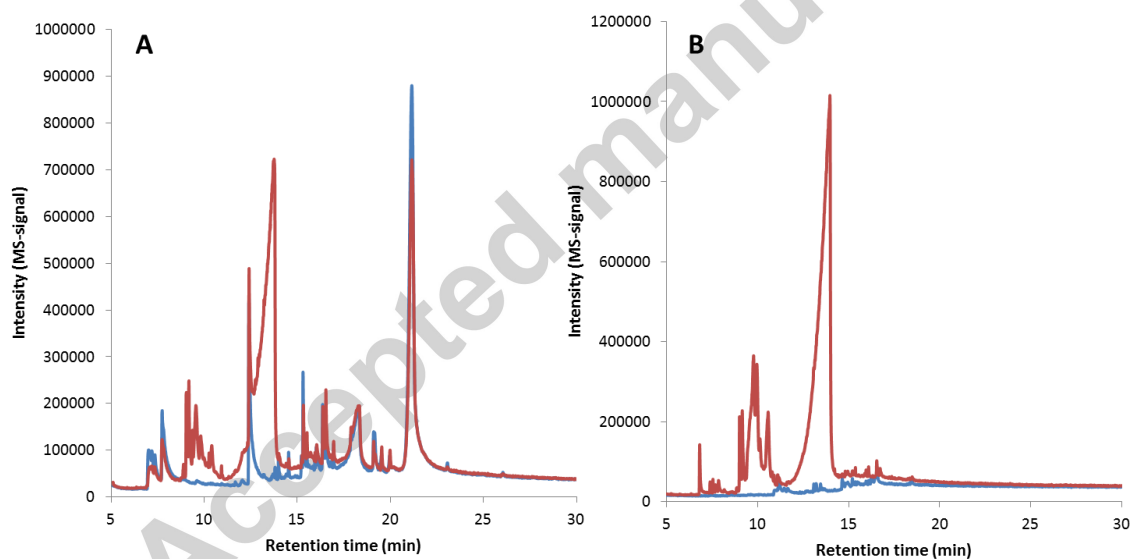 A
1000000
900000
800000
700000
600000
500000
400000
300000
200000
100000
0
Intensity (MS-signal)
5 10 15 20 25 30
Retention time (min)
B
1200000
1000000
800000
600000
400000
200000
0
Intensity (MS-signal)
5 10 15 20 25 30
Retention time (min)
Accepted manu